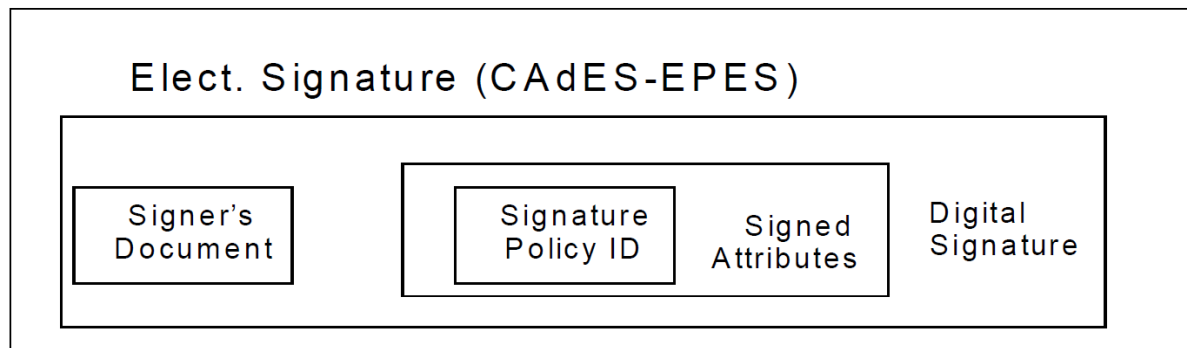 Elect. Signature (CAdES-EPES)
Signer's
Document
Signature
Policy ID
Signed
Attributes
Digital
Signature